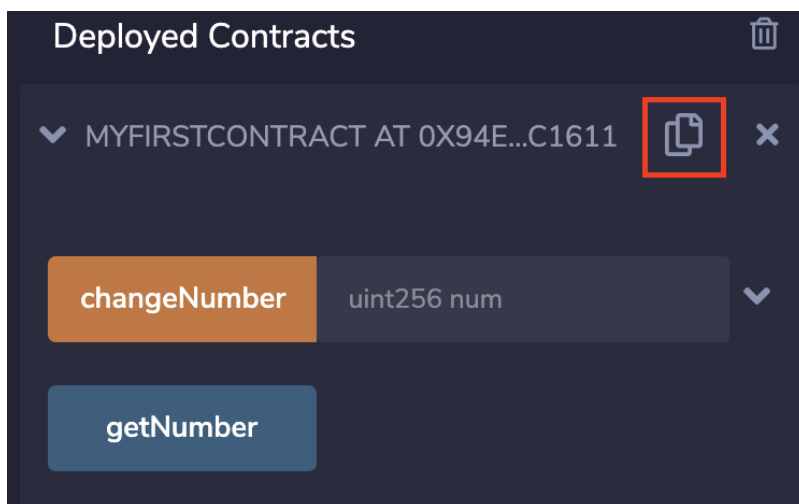 Deployed Contracts
MYFIRSTCONTRACT AT 0X94E...C1611
changeNumber uint256 num
getNumber